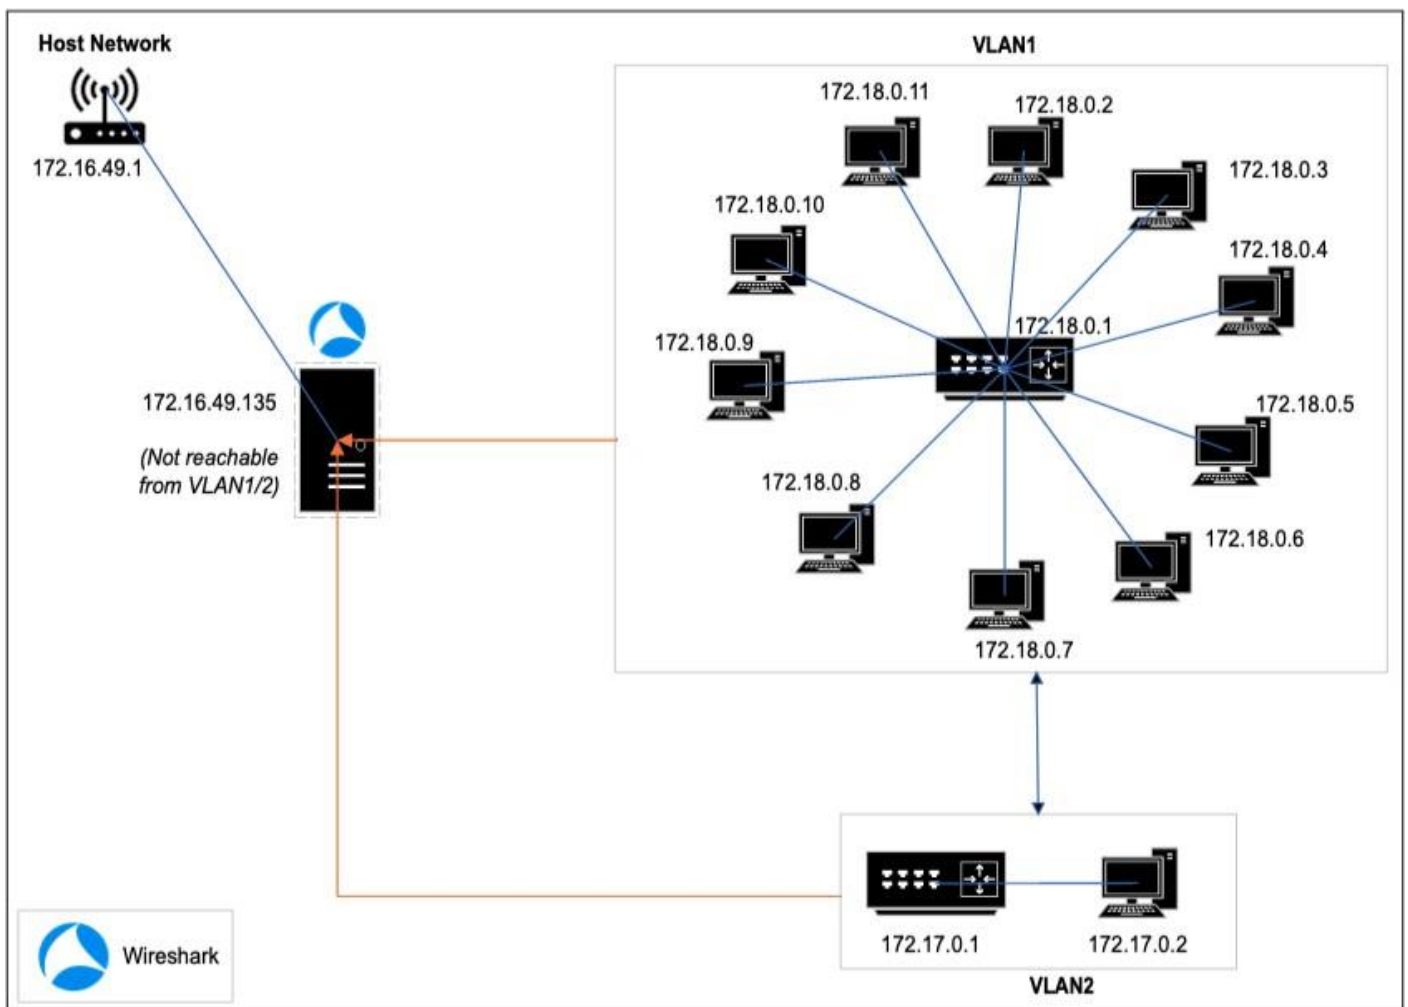 Host Network
VLAN1
172.16.49.1
172.18.0.11
172.18.0.2
172.18.0.3
172.18.0.10
172.18.0.4
172.18.0.1
172.18.0.9
172.16.49.135
(Not reachable
from VLAN1/2)
172.18.0.5
172.18.0.8
172.18.0.6
172.18.0.7
172.17.0.1
172.17.0.2
VLAN2
Wireshark